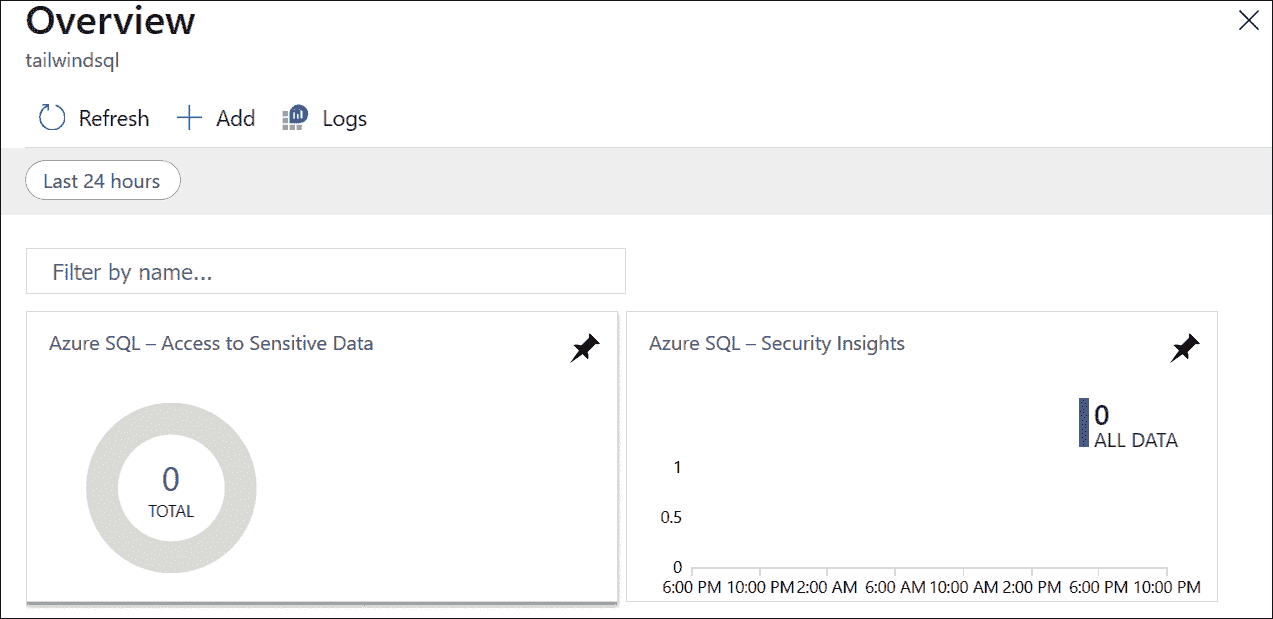 Overview
tailwindsql
Refresh Add Logs
Last 24 hours
Filter by name...
Azure SQL – Access to Sensitive Data
0
TOTAL
Azure SQL – Security Insights
0
ALL DATA
1
0.5
0
6:00 PM 10:00 PM 2:00 AM 6:00 AM 10:00 AM 2:00 PM 6:00 PM 10:00 PM